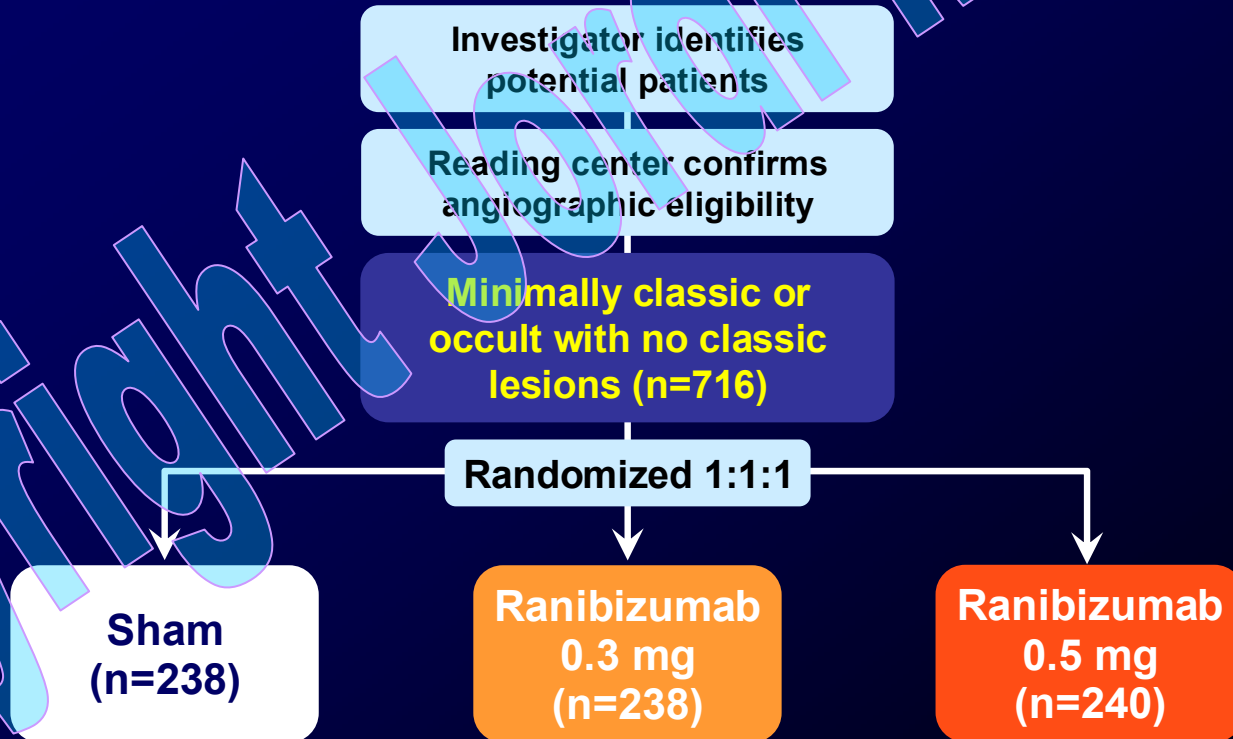 Investigator identifies
potential patients
Reading center confirms
angiographic eligibility
Minimally classic or
occult with no classic
lesions (n=716)
Randomized 1:1:1
Sham
(n=238)
Ranibizumab
0.3 mg
(n=238)
Ranibizumab
0.5 mg
(n=240)